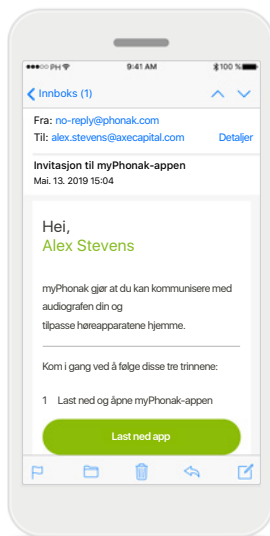 PH 9:41 AM 100 %
Innboks (1)
Fra: no-reply@phonak.com
Til: alex.stevens@axecapital.com Detaljer
Invitasjon til myPhonak-appen
Mai. 13. 2019 15:04
Hei,
Alex Stevens
myPhonak gjør at du kan kommunisere med
audiografen din og
tilpasse høreapparatene hjemme.
Kom i gang ved å følge disse tre trinnene:
1 Last ned og åpne myPhonak-appen
Last ned app